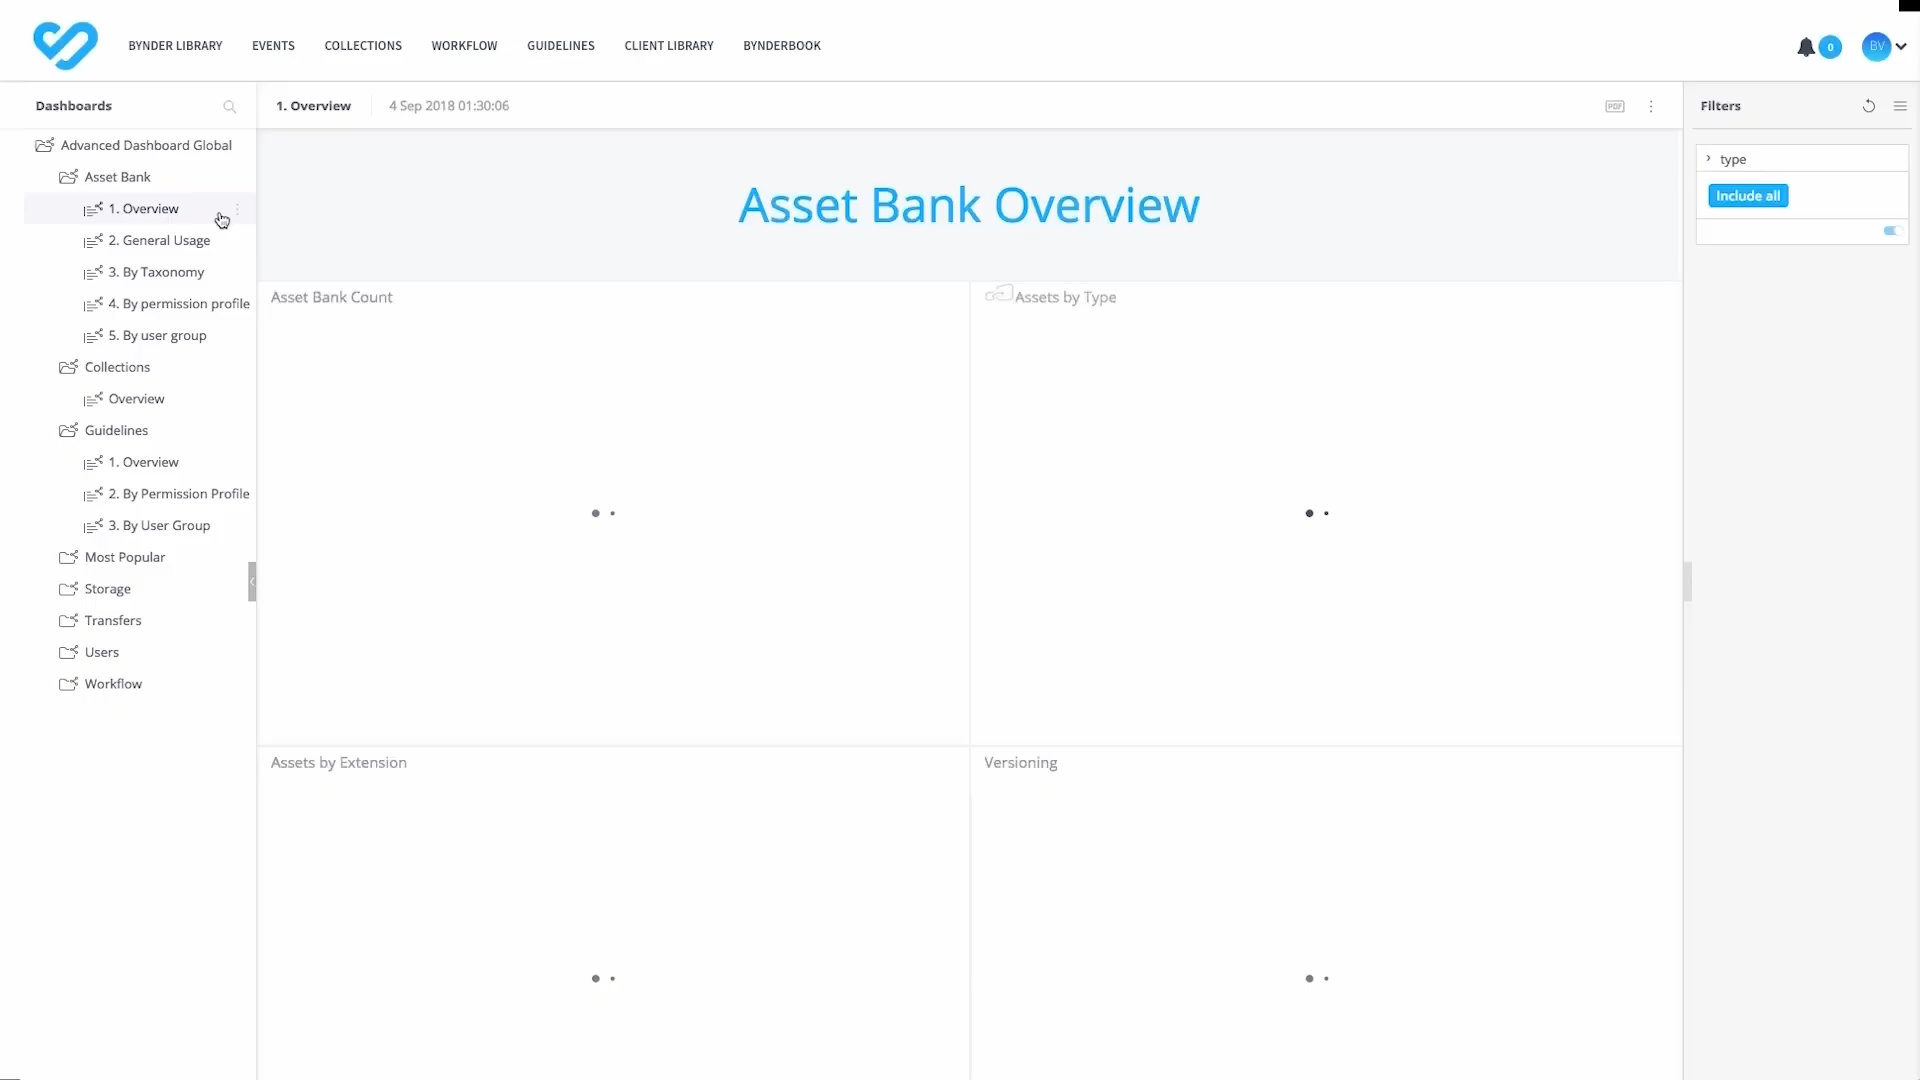 BYNDER LIBRARY
EVENTS
COLLECTIONS
WORKFLOW
GUIDELINES
CLIENT LIBRARY
BYNDERBOOK
0
BV
Dashboards
1. Overview
4 Sep 2018 01:30:06
PDF
Filters
Advanced Dashboard Global
Asset Bank
1. Overview
2. General Usage
3. By Taxonomy
4. By permission profile
5. By user group
Collections
Overview
Guidelines
1. Overview
2. By Permission Profile
3. By User Group
Most Popular
Storage
Transfers
Users
Workflow
Asset Bank Overview
Asset Bank Count
Assets by Type
Assets by Extension
Versioning
type
Include all